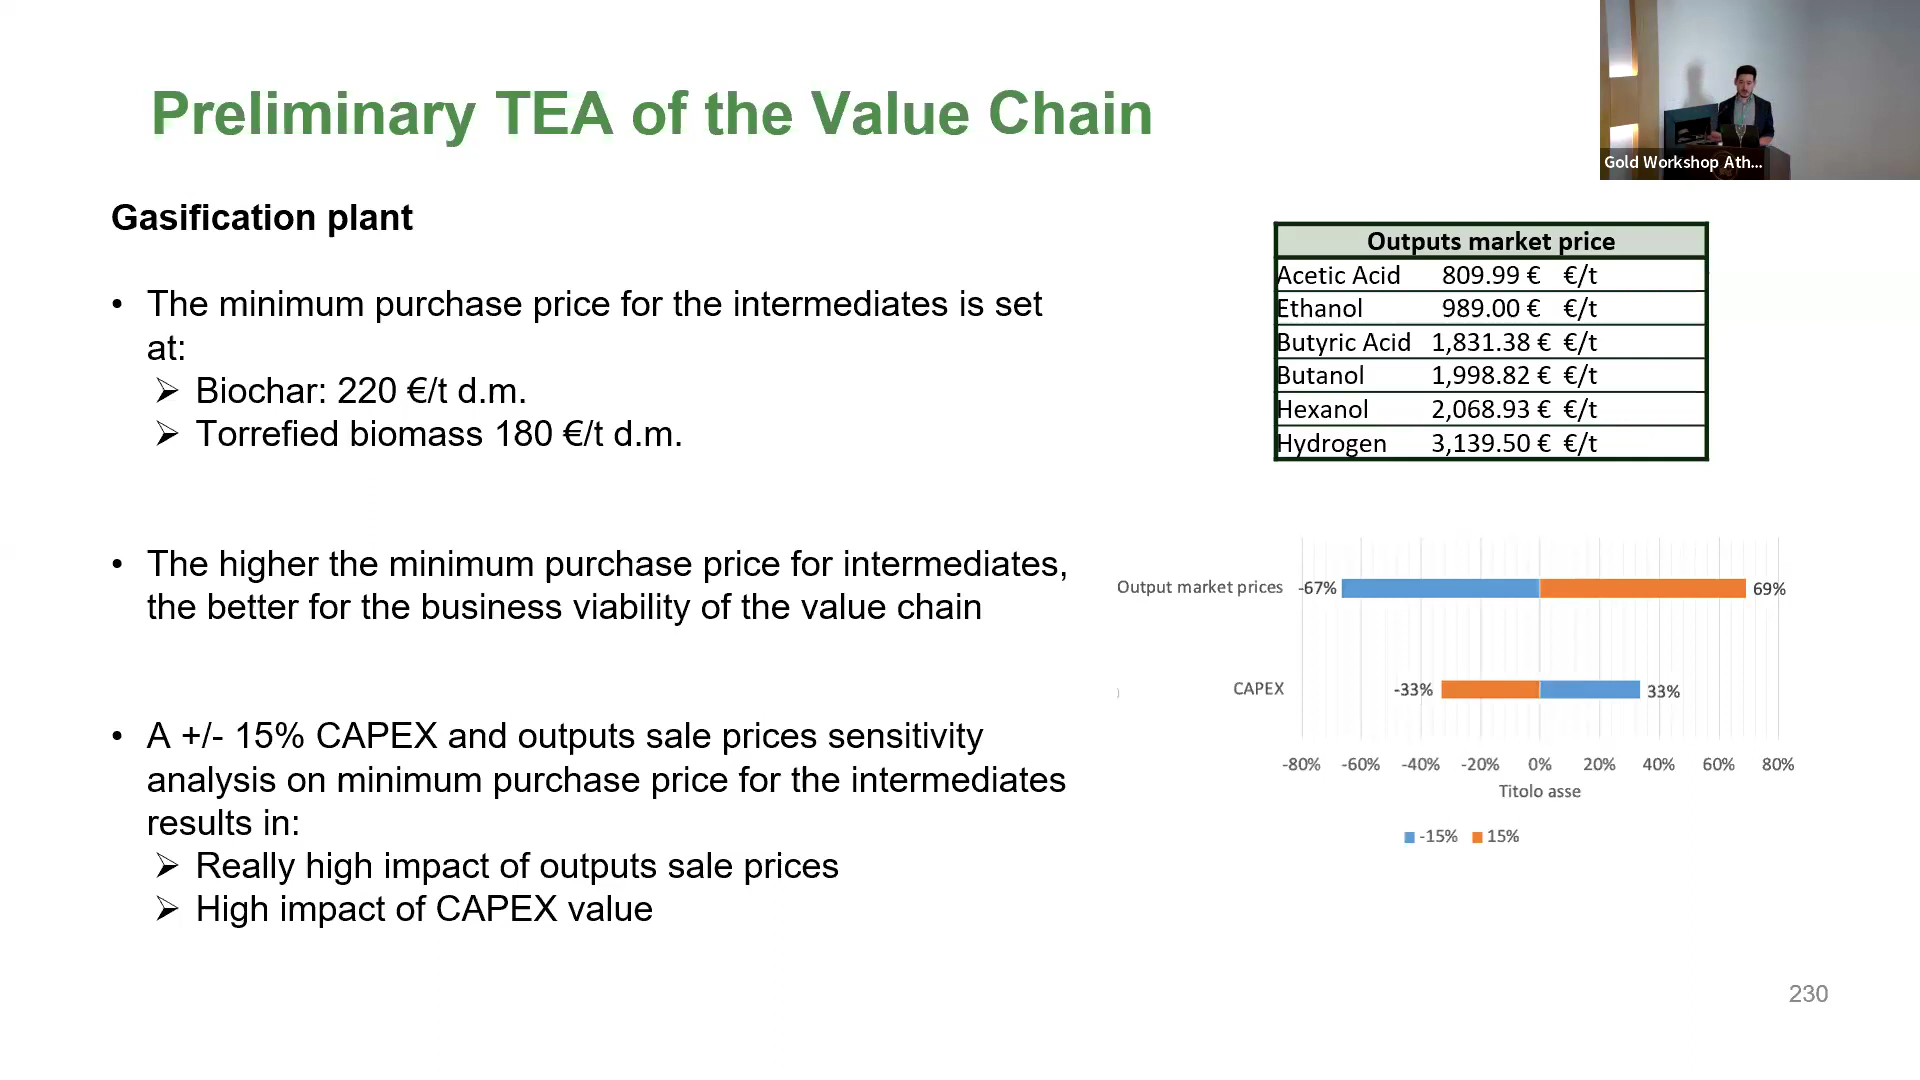 Preliminary TEA of the Value Chain
Gold Workshop Ath...
Gasification plant
• The minimum purchase price for the intermediates is set
at:
➢ Biochar: 220 €/t d.m.
➢ Torrefied biomass 180 €/t d.m.
• The higher the minimum purchase price for intermediates,
the better for the business viability of the value chain
• A +/- 15% CAPEX and outputs sale prices sensitivity
analysis on minimum purchase price for the intermediates
results in:
➢ Really high impact of outputs sale prices
➢ High impact of CAPEX value
Outputs market price
Acetic Acid 809.99 € €/t
Ethanol 989.00 € €/t
Butyric Acid 1,831.38 € €/t
Butanol 1,998.82 € €/t
Hexanol 2,068.93 € €/t
Hydrogen 3,139.50 € €/t
Output market prices -67% 69%
CAPEX -33% 33%
-80% -60% -40% -20% 0% 20% 40% 60% 80%
Titolo asse
-15% 15%
230